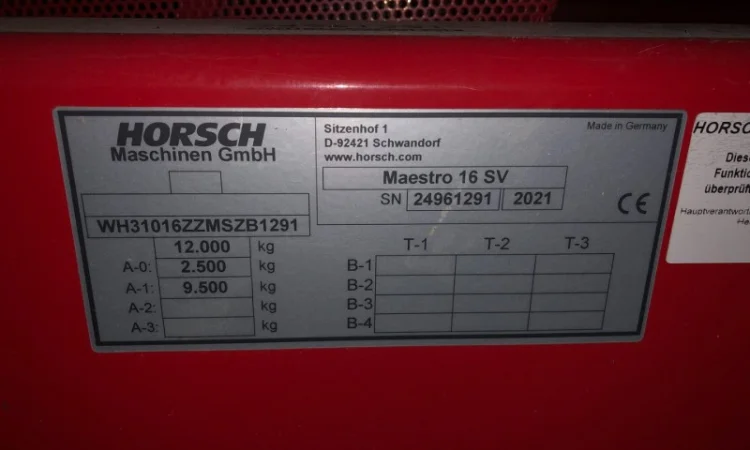 HORSCH
Maschinen GmbH
Sitzenhof 1
D-92421 Schwandorf
www.horsch.com
Made in Germany
Maestro 16 SV
SN 24961291 2021
CE
WH31016ZZMSZB1291
12.000 kg
A-0: 2.500 kg
A-1: 9.500 kg
A-2: kg
A-3: kg
T-1 T-2 T-3
B-1
B-2
B-3
B-4
HORSC
Dies
Funktio
überprüf
Hauptverantwort